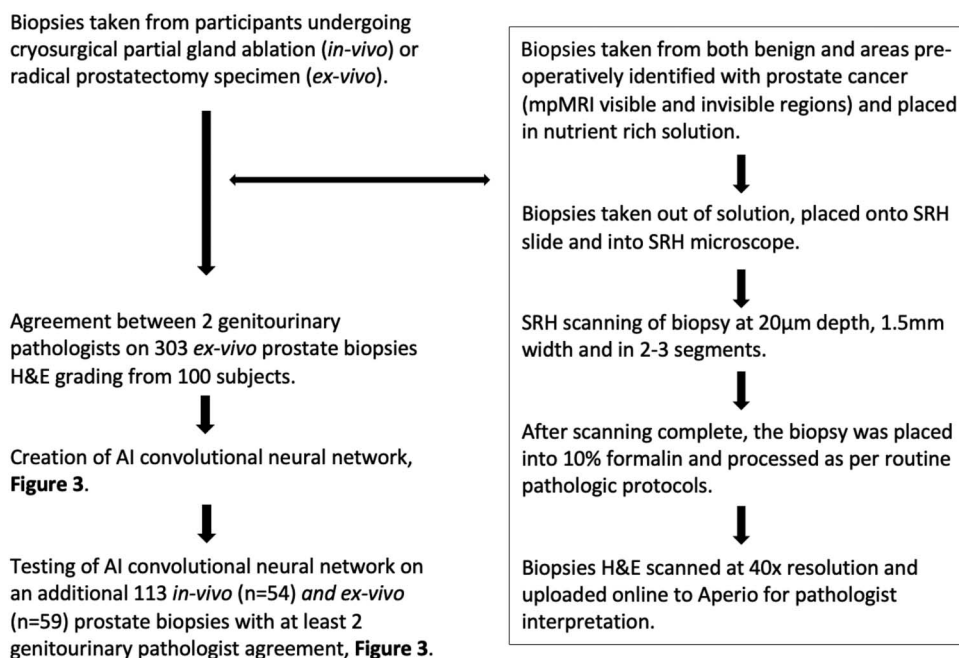 Biopsies taken from participants undergoing
cryosurgical partial gland ablation (in-vivo) or
radical prostatectomy specimen (ex-vivo).
Agreement between 2 genitourinary
pathologists on 303 ex-vivo prostate biopsies
H&E grading from 100 subjects.
Creation of AI convolutional neural network,
Figure 3.
Testing of AI convolutional neural network on
an additional 113 in-vivo (n=54) and ex-vivo
(n=59) prostate biopsies with at least 2
genitourinary pathologist agreement, Figure 3.
Biopsies taken from both benign and areas pre-
operatively identified with prostate cancer
(mpMRI visible and invisible regions) and placed
in nutrient rich solution.
Biopsies taken out of solution, placed onto SRH
slide and into SRH microscope.
SRH scanning of biopsy at 20μm depth, 1.5mm
width and in 2-3 segments.
After scanning complete, the biopsy was placed
into 10% formalin and processed as per routine
pathologic protocols.
Biopsies H&E scanned at 40x resolution and
uploaded online to Aperio for pathologist
interpretation.